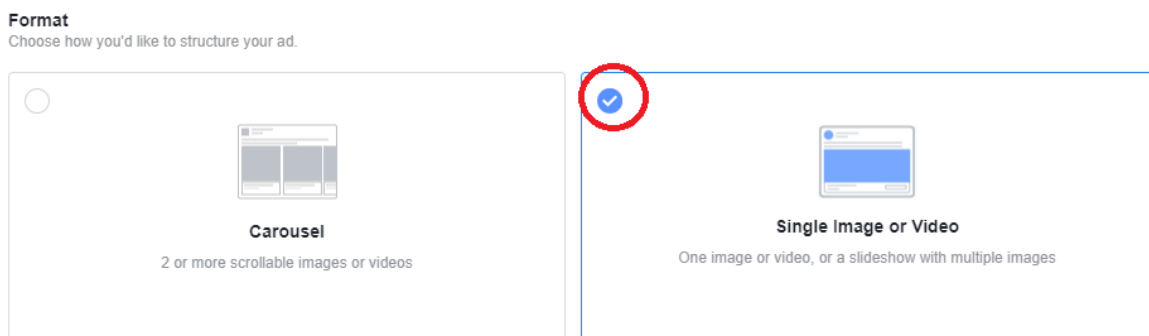 Format
Choose how you'd like to structure your ad.
Carousel
2 or more scrollable images or videos
Single Image or Video
One image or video, or a slideshow with multiple images